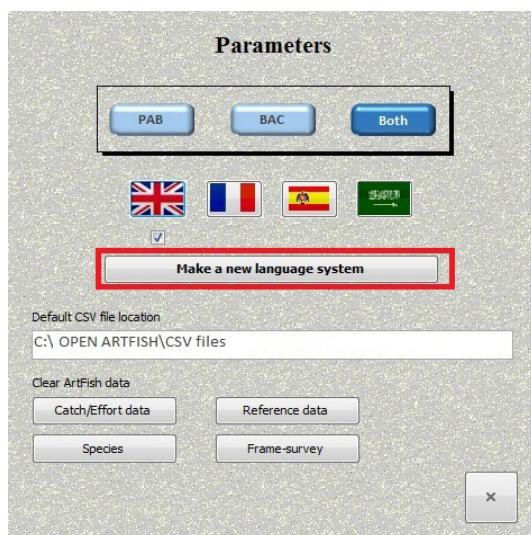 Parameters
PAB BAC Both
Make a new language system
Default CSV file location
C:\ OPEN ARTFISH\CSV files
Clear ArtFish data
Catch/Effort data Reference data
Species Frame-survey
×